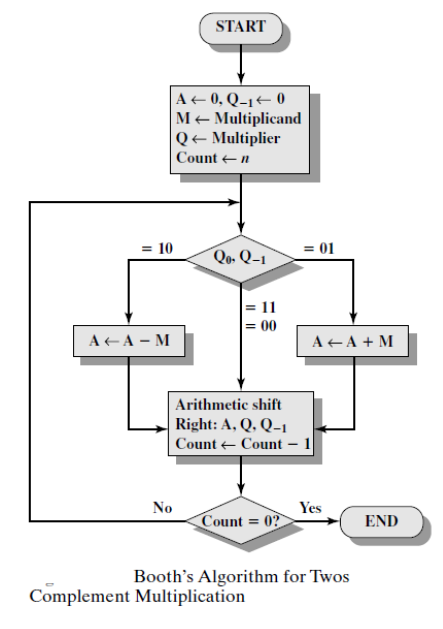 START
A ← 0, Q₋₁ ← 0
M ← Multiplicand
Q ← Multiplier
Count ← n
= 10
Q₀, Q₋₁
= 01
= 11
= 00
A ← A − M
A ← A + M
Arithmetic shift
Right: A, Q, Q₋₁
Count ← Count − 1
No
Count = 0?
Yes
END
Booth's Algorithm for Twos
Complement Multiplication